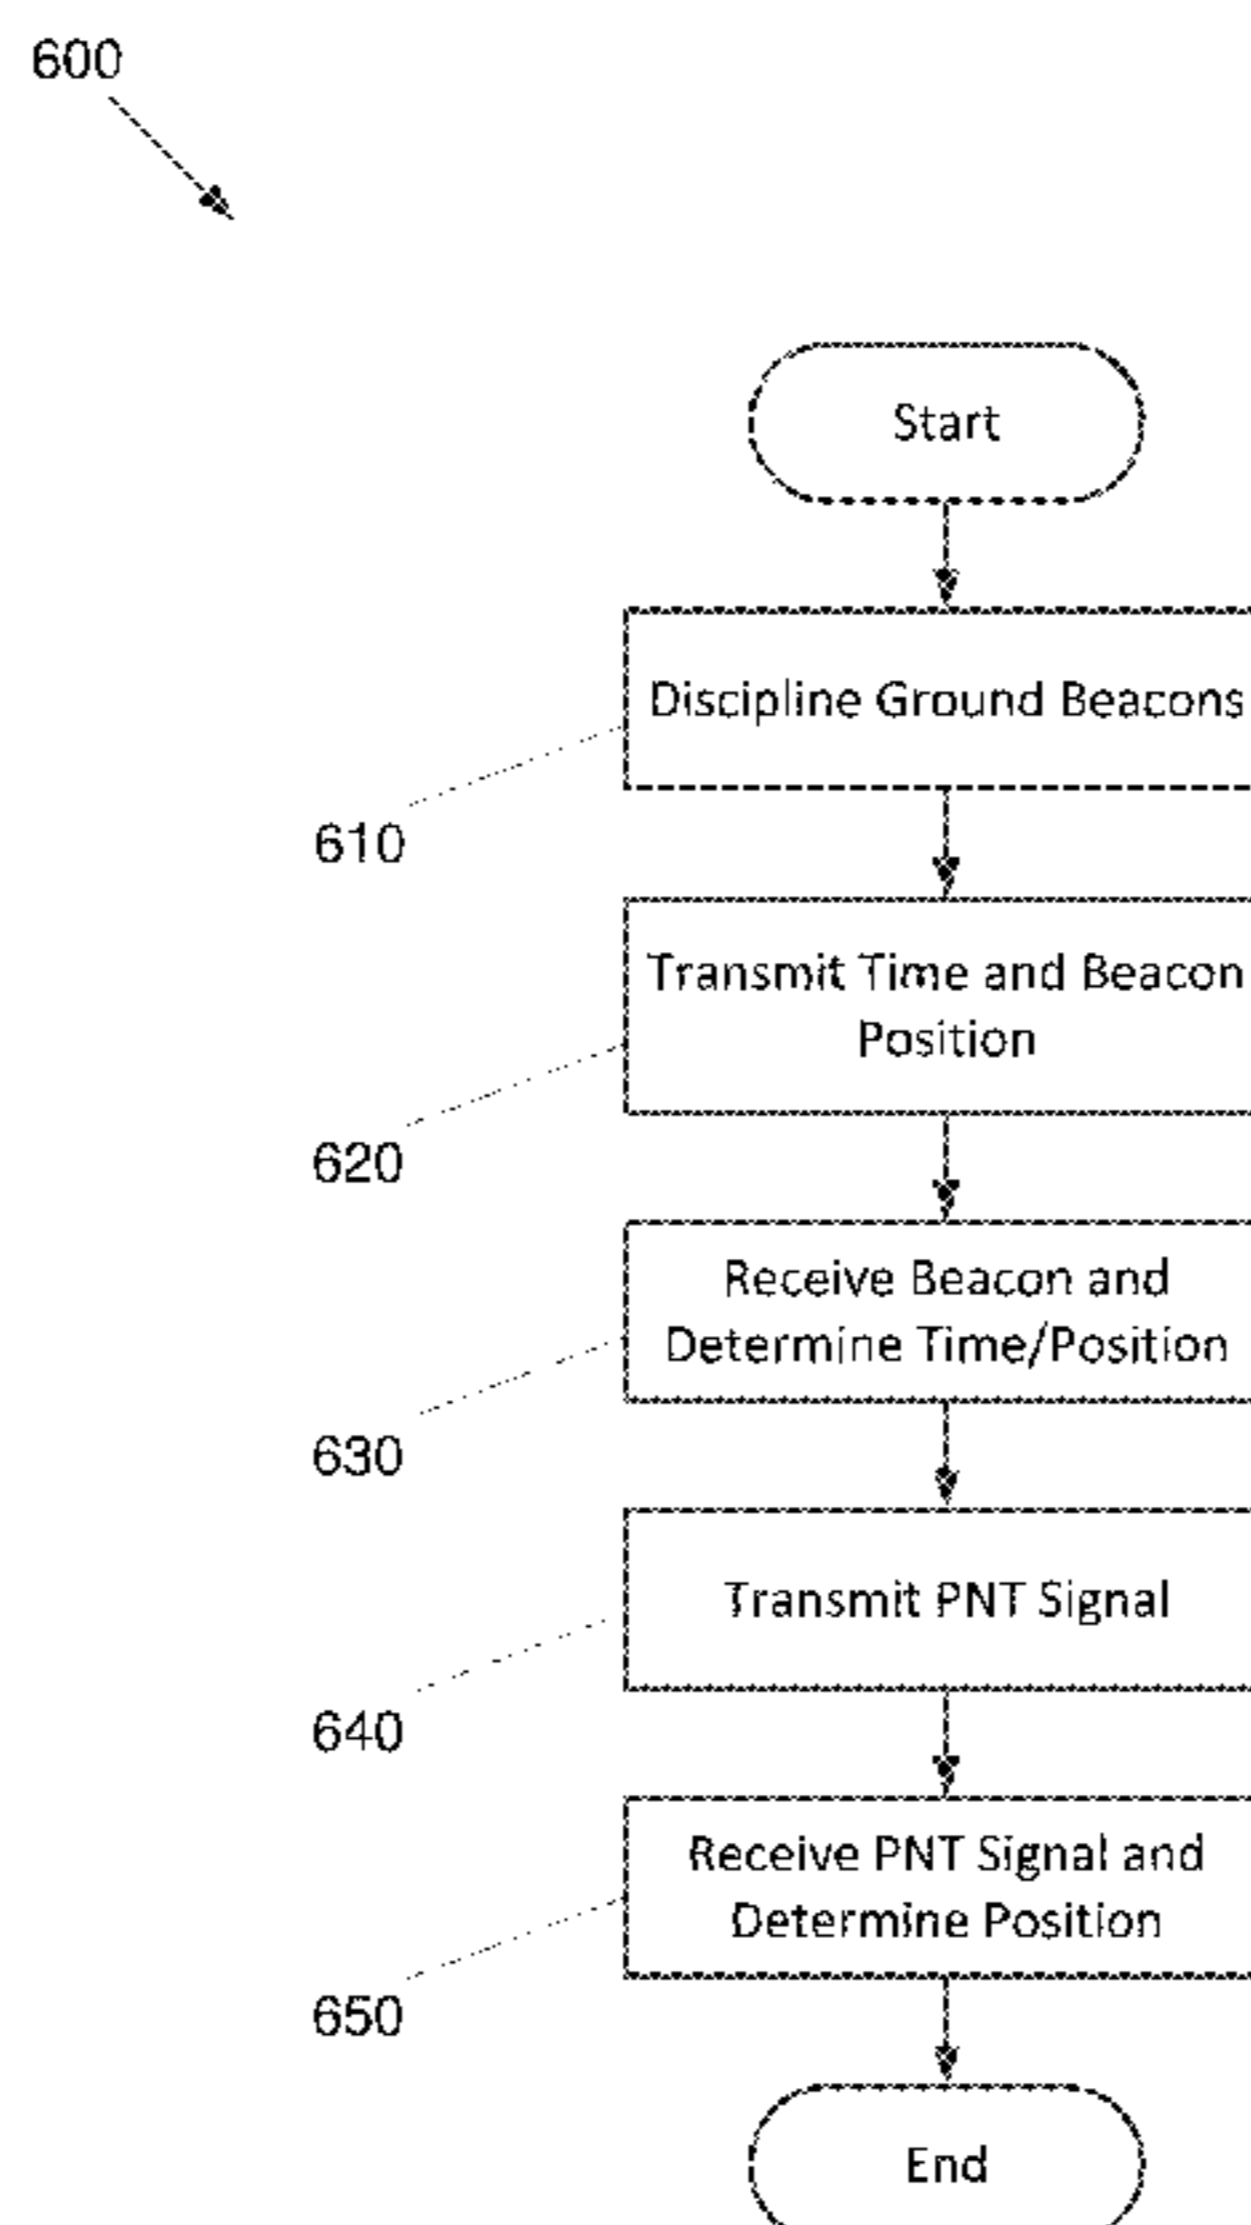 600
Start
Discipline Ground Beacons
610
Transmit Time and Beacon
Position
620
Receive Beacon and
Determine Time/Position
630
Transmit PNT Signal
640
Receive PNT Signal and
Determine Position
650
End